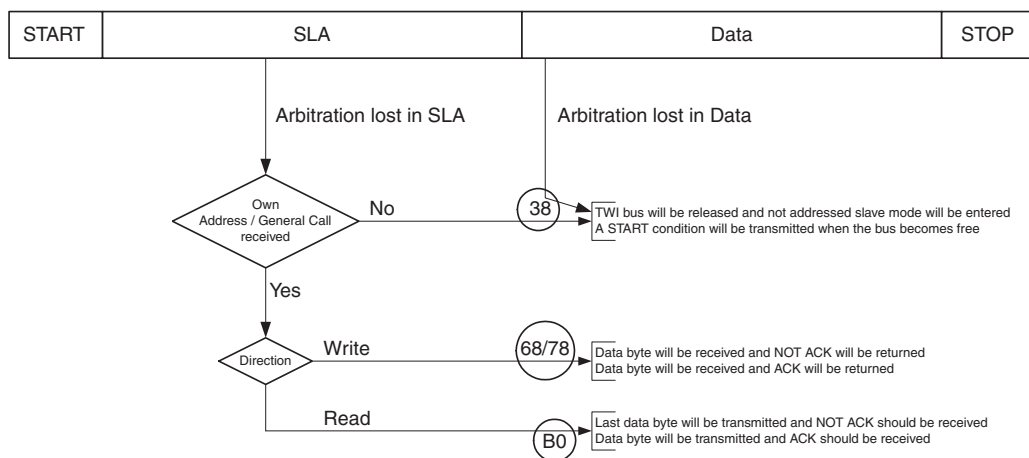 START SLA Data STOP
Arbitration lost in SLA Arbitration lost in Data
Own
Address / General Call
received
No
38
TWI bus will be released and not addressed slave mode will be entered
A START condition will be transmitted when the bus becomes free
Yes
Direction
Write
68/78
Data byte will be received and NOT ACK will be returned
Data byte will be received and ACK will be returned
Read
B0
Last data byte will be transmitted and NOT ACK should be received
Data byte will be transmitted and ACK should be received